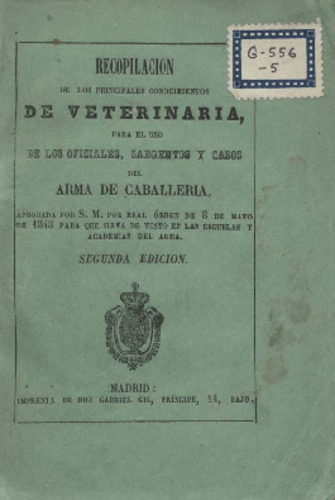 G-556
-5
RECOPILACION
DE LOS PRINCIPALES CONOCIMIENTOS
DE VETERINARIA,
PARA EL USO
DE LOS OFICIALES, SARGENTOS Y CABOS
DEL
ARMA DE CABALLERIA,
APROBADA POR S. M. POR REAL ÓRDEN DE 8 DE MAYO
DE 1848 PARA QUE SIRVA DE TESTO EN LAS ESCUELAS Y
ACADEMIAS DEL ARMA.
SEGUNDA EDICION.
MADRID:
IMPRENTA DE DON GABRIEL GIL, PRÍNCIPE, 14, BAJO.